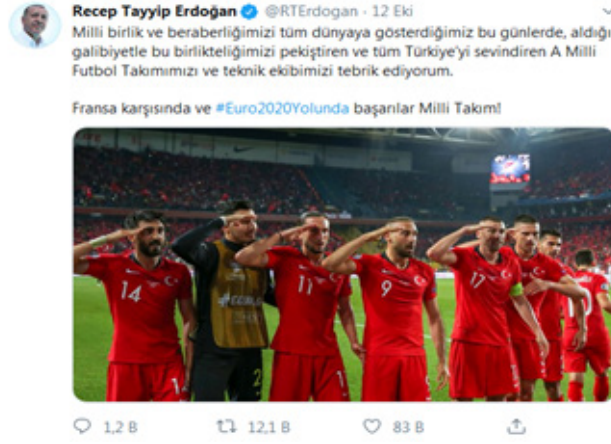 Recep Tayyip Erdoğan @RTErdogan · 12 Eki
Milli birlik ve beraberliğimizi tüm dünyaya gösterdiğimiz bu günlerde, aldığı
galibiyetle bu birlikteliğimizi pekiştiren ve tüm Türkiye'yi sevindiren A Milli
Futbol Takımımızı ve teknik ekibimizi tebrik ediyorum.
Fransa karşısında ve #Euro2020Yolunda başarılar Milli Takım!
14
11
9
17
2
1,2 B 12,1 B 83 B